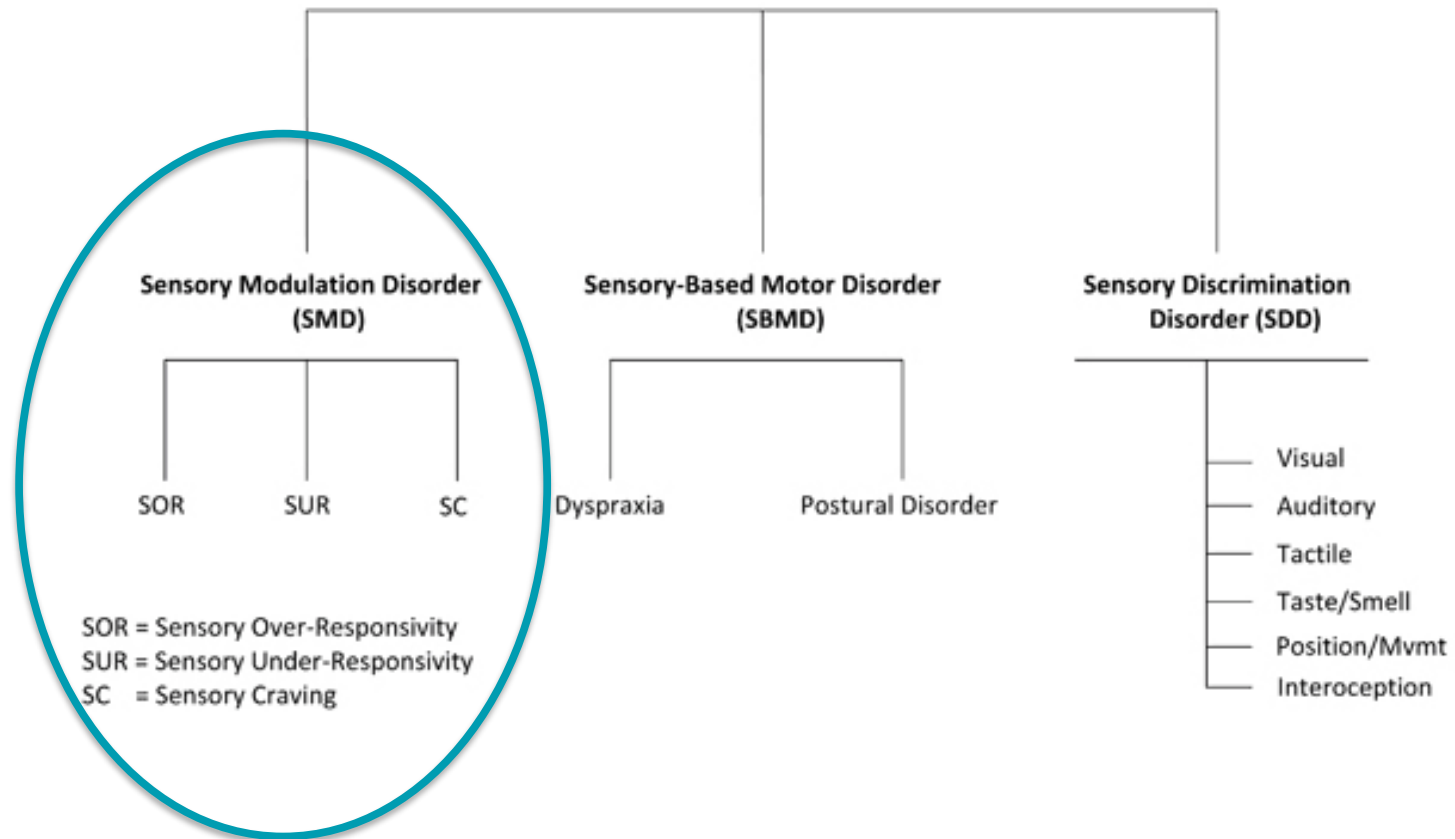 Sensory Modulation Disorder
(SMD)
Sensory-Based Motor Disorder
(SBMD)
Sensory Discrimination
Disorder (SDD)
SOR
SUR
SC
Dyspraxia
Postural Disorder
Visual
Auditory
Tactile
Taste/Smell
Position/Mvmt
Interoception
SOR = Sensory Over-Responsivity
SUR = Sensory Under-Responsivity
SC = Sensory Craving